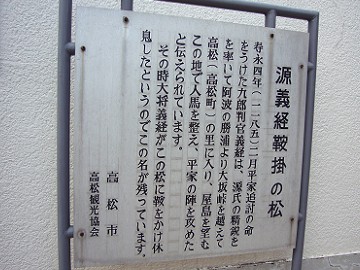 源義経鞍掛の松
寿永四年(一一八五)二月平家追討の命
をうけた九郎判官義経は、源氏の精鋭
を率いて阿波の勝浦より大坂峠を越えて
高松(高松町)の里に入り、屋島を望む
この地で人馬を整え、平家の陣を攻めた
と伝えられています。
その時大将義経がこの松に鞍をかけ休
息したというのでこの名が残っています。
高松市
高松観光協会